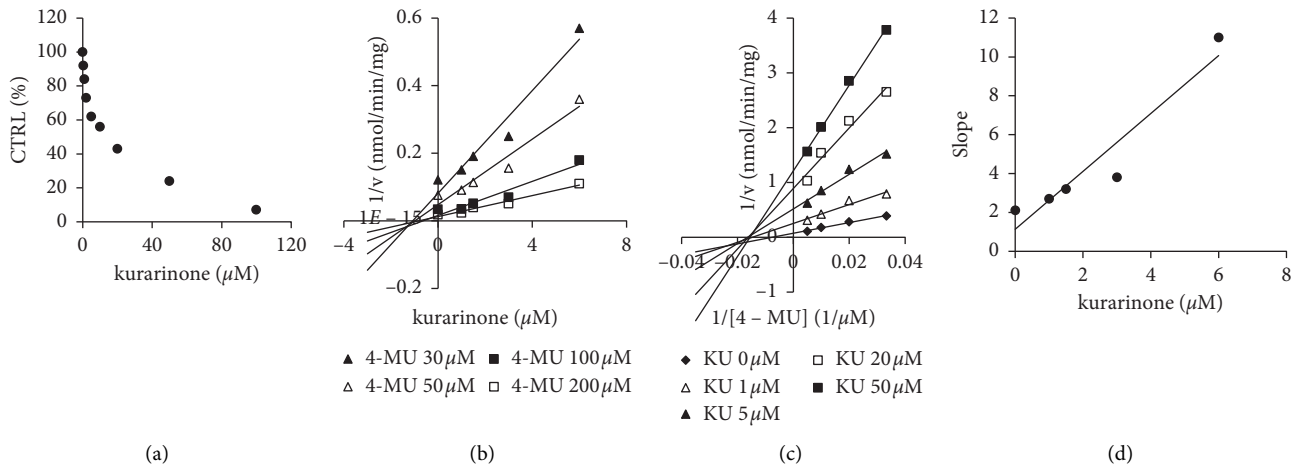 120
100
80
60
40
20
0
CTRL (%)
0 40 80 120
kurarinone (μM)
(a)
0.6
0.4
0.2
1E − 15
−0.2
1/v (nmol/min/mg)
−4 0 4 8
kurarinone (μM)
4-MU 30 μM
4-MU 100 μM
4-MU 50 μM
4-MU 200 μM
(b)
4
3
2
1
0
−1
1/v (nmol/min/mg)
−0.04 −0.02 0 0.02 0.04
1/[4 − MU] (1/μM)
KU 0 μM
KU 20 μM
KU 1 μM
KU 50 μM
KU 5 μM
(c)
12
10
8
6
4
2
0
Slope
0 2 4 6 8
kurarinone (μM)
(d)